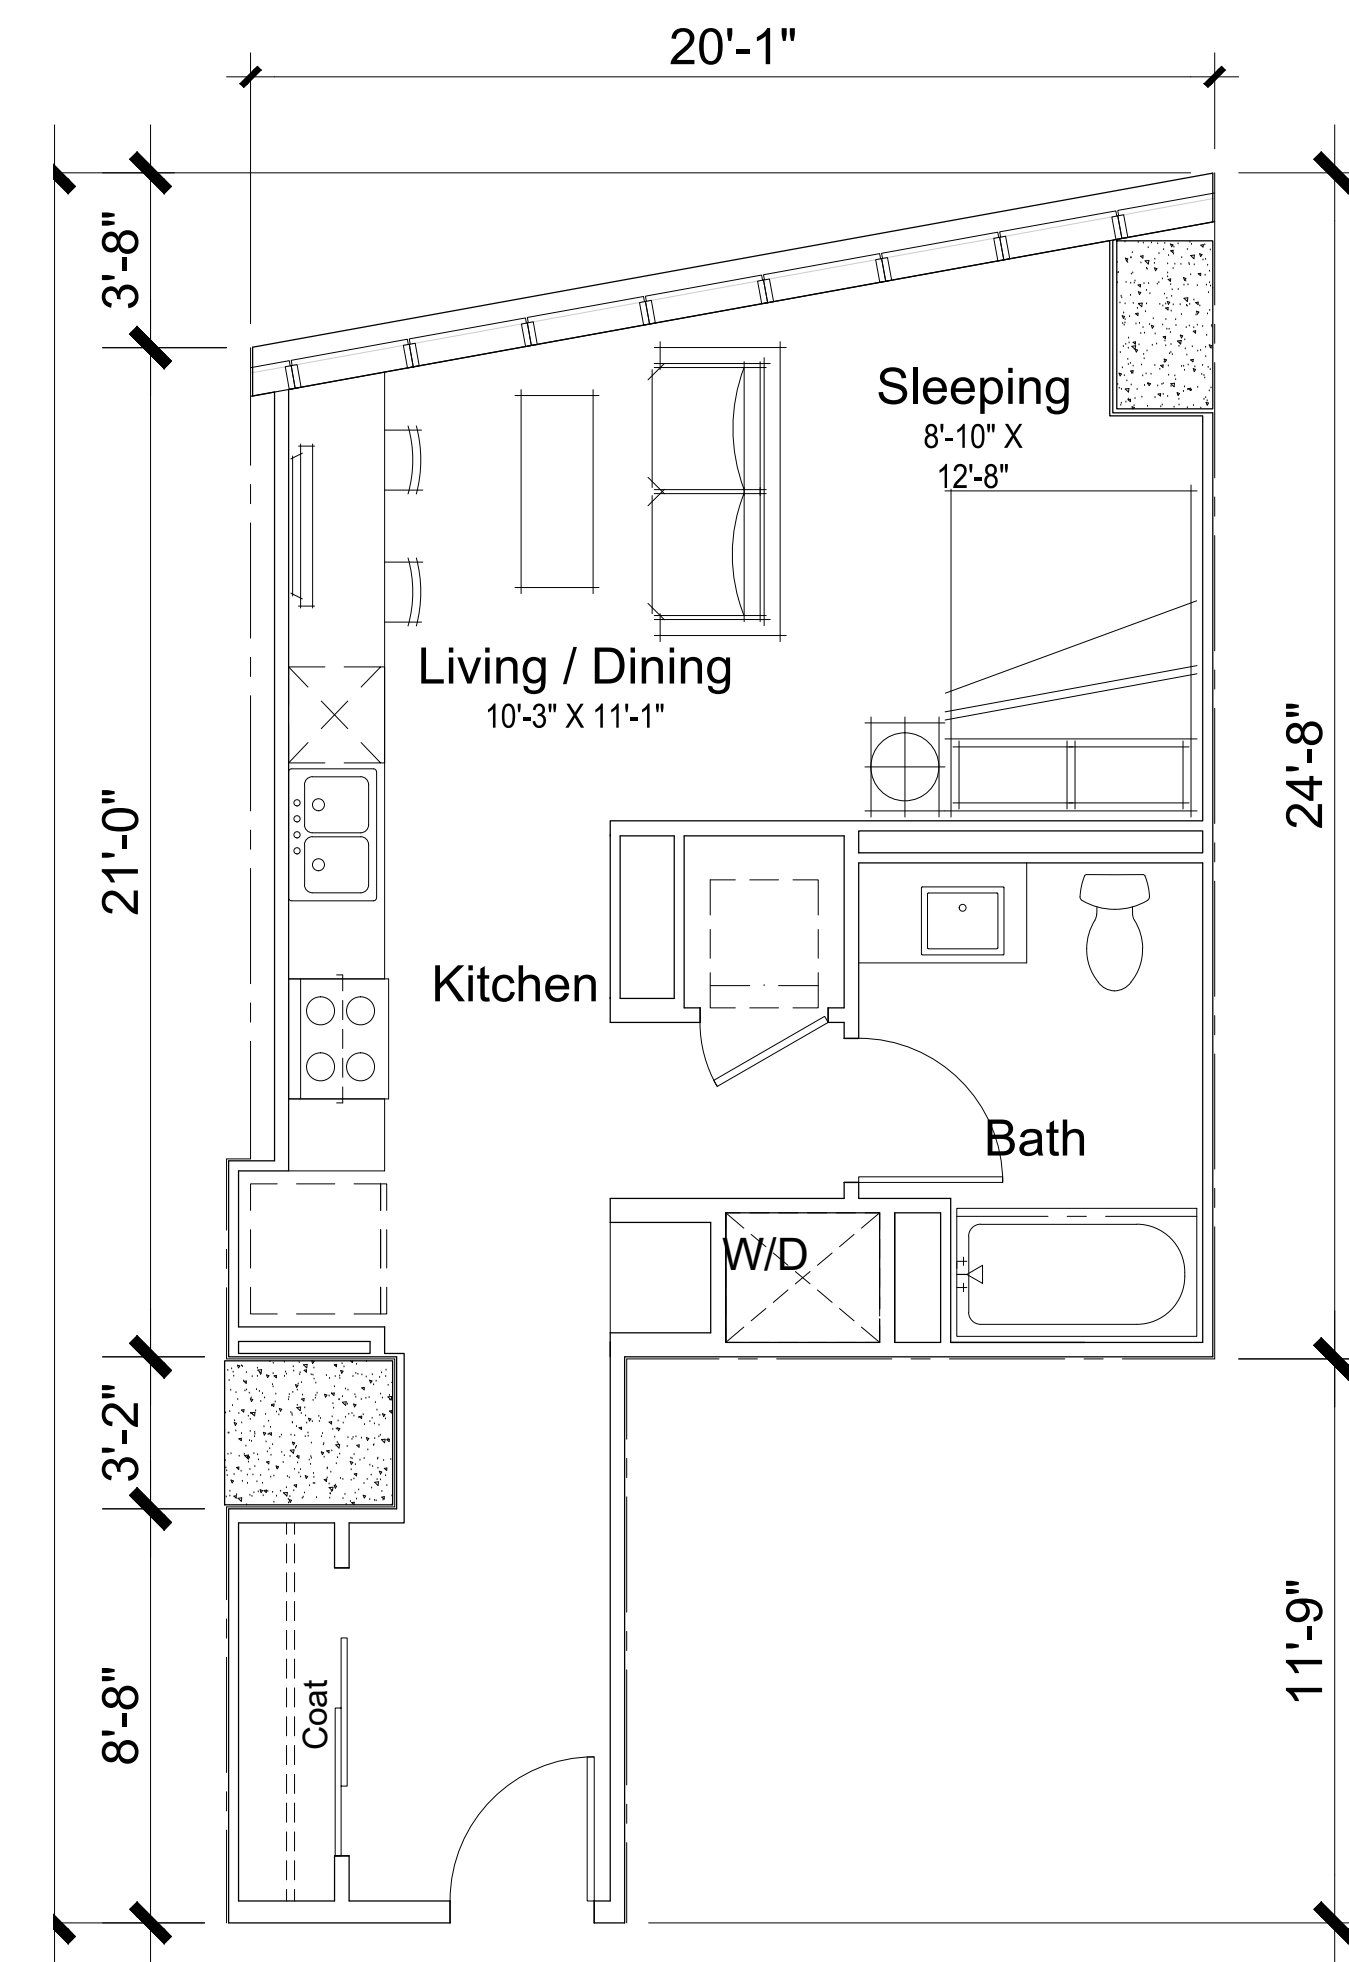 20'-1"
3'-8"
Sleeping
8'-10" X
12'-8"
Living / Dining
10'-3" X 11'-1"
24'-8"
21'-0"
Kitchen
Bath
W/D
3'-2"
11'-9"
8'-8"
Coat